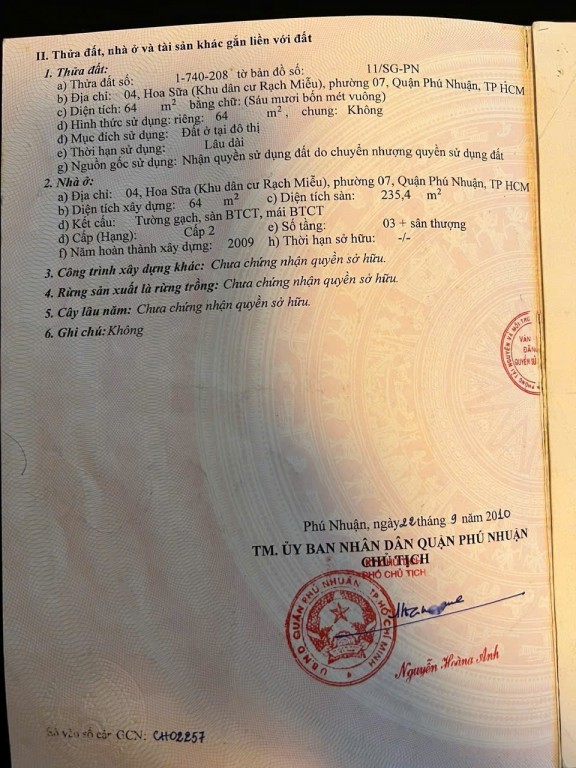 II. Thửa đất, nhà ở và tài sản khác gắn liền với đất
1. Thửa đất:
a) Thửa đất số: 1-740-208 tờ bản đồ số: 11/SG-PN
b) Địa chỉ: 04, Hoa Sữa (Khu dân cư Rạch Miễu), phường 07, Quận Phú Nhuận, TP HCM
c) Diện tích: 64 m² bằng chữ: (Sáu mươi bốn mét vuông)
d) Hình thức sử dụng: riêng: 64 m², chung: Không
đ) Mục đích sử dụng: Đất ở tại đô thị
e) Thời hạn sử dụng: Lâu dài
g) Nguồn gốc sử dụng: Nhận quyền sử dụng đất do chuyển nhượng quyền sử dụng đất
2. Nhà ở:
a) Địa chỉ: 04, Hoa Sữa (Khu dân cư Rạch Miễu), phường 07, Quận Phú Nhuận, TP HCM
b) Diện tích xây dựng: 64 m² c) Diện tích sàn: 235,4 m²
d) Kết cấu: Tường gạch, sàn BTCT, mái BTCT
đ) Cấp (Hạng): Cấp 2 e) Số tầng: 03 + sân thượng
f) Năm hoàn thành xây dựng: 2009 h) Thời hạn sở hữu: -/-
3. Công trình xây dựng khác: Chưa chứng nhận quyền sở hữu.
4. Rừng sản xuất là rừng trồng: Chưa chứng nhận quyền sở hữu.
5. Cây lâu năm: Chưa chứng nhận quyền sở hữu.
6. Ghi chú: Không
VĂN
ĐĂNG
QUYỀN SỬ
Phú Nhuận, ngày 22 tháng 9 năm 2010
TM. ỦY BAN NHÂN DÂN QUẬN PHÚ NHUẬN
CHỦ TỊCH
PHÓ CHỦ TỊCH
U.B.N.D QUẬN PHÚ NHUẬN TP. HỒ CHÍ MINH
Nguyễn Hoàng Anh
Số vào sổ cấp GCN: CH02257